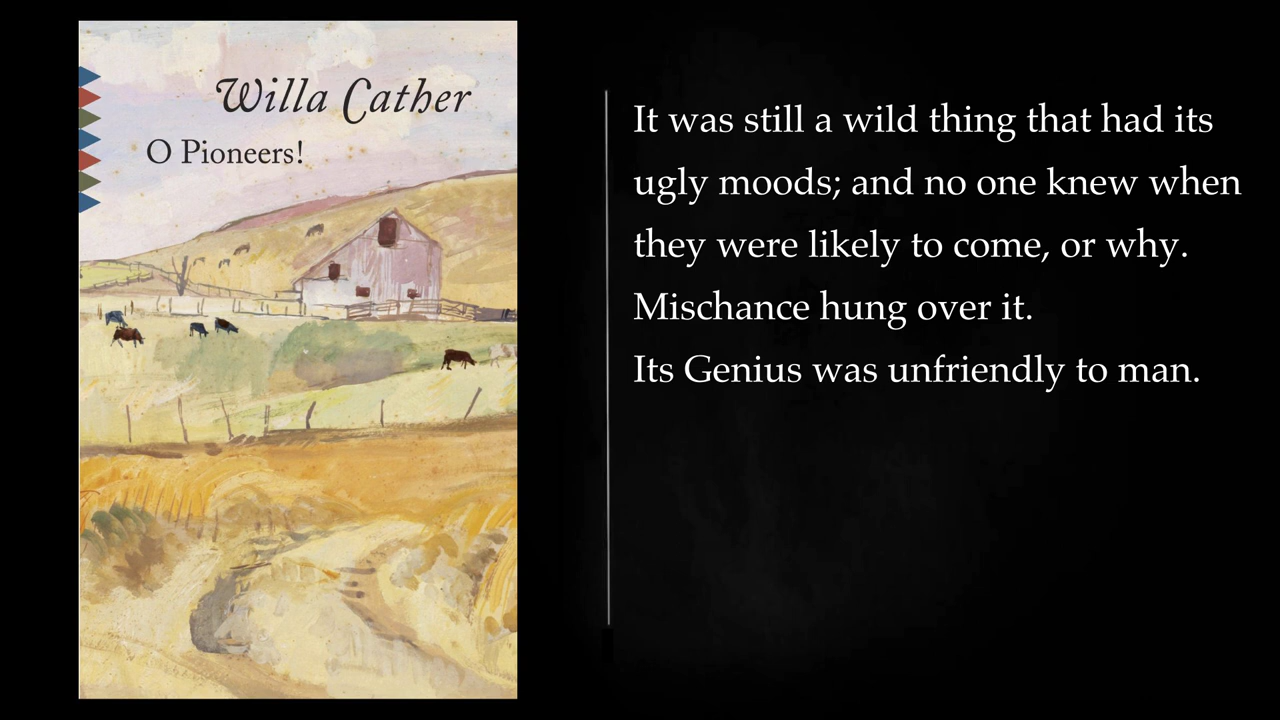 Willa Cather
O Pioneers!
It was still a wild thing that had its
ugly moods; and no one knew when
they were likely to come, or why.
Mischance hung over it.
Its Genius was unfriendly to man.